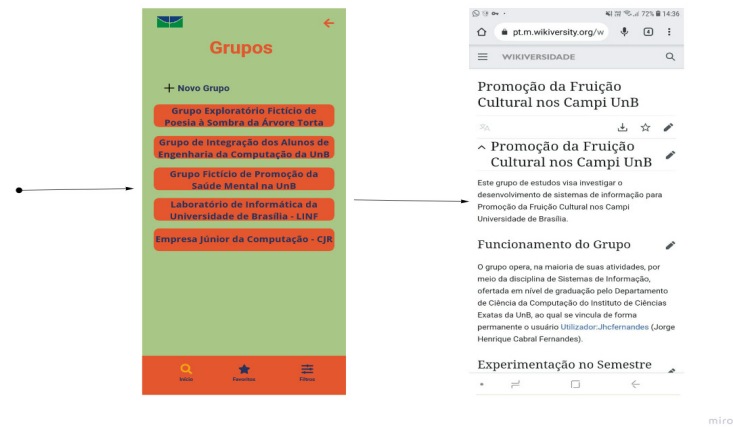 Grupos
+ Novo Grupo
Grupo Exploratório Fictício de
Poesia à Sombra da Árvore Torta
Grupo de Integração dos Alunos de
Engenharia da Computação da UnB
Grupo Fictício de Promoção da
Saúde Mental na UnB
Laboratório de Informática da
Universidade de Brasília - LINF
Empresa Júnior da Computação - CJR
Início
Favoritos
Filtros
72% 14:36
pt.m.wikiversity.org/w
4
WIKIVERSIDADE
Promoção da Fruição
Cultural nos Campi UnB
Promoção da Fruição
Cultural nos Campi UnB
Este grupo de estudos visa investigar o
desenvolvimento de sistemas de informação para
Promoção da Fruição Cultural nos Campi
Universidade de Brasília.
Funcionamento do Grupo
O grupo opera, na maioria de suas atividades, por
meio da disciplina de Sistemas de Informação,
ofertada em nível de graduação pelo Departamento
de Ciência da Computação do Instituto de Ciências
Exatas da UnB, ao qual se vincula de forma
permanente o usuário Utilizador:Jhcfernandes (Jorge
Henrique Cabral Fernandes).
Experimentação no Semestre
miro